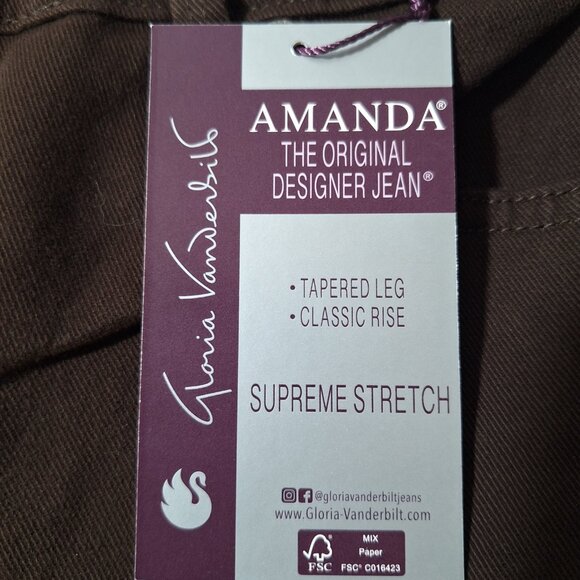 Gloria Vanderbilt
AMANDA®
THE ORIGINAL
DESIGNER JEAN®
• TAPERED LEG
• CLASSIC RISE
SUPREME STRETCH
@gloriavanderbiltjeans
www.Gloria-Vanderbilt.com
FSC
MIX
Paper
FSC® C016423